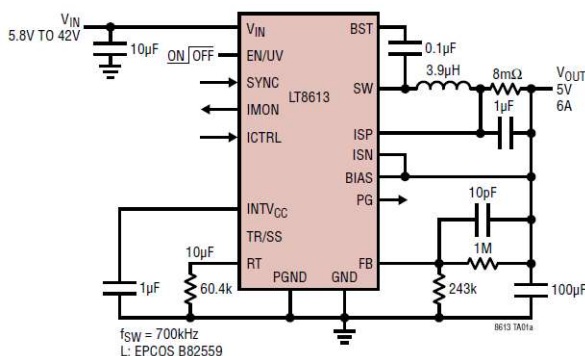 VIN
5.8V TO 42V
10µF
ON OFF
VIN
EN/UV
SYNC
IMON
ICTRL
INTVCC
TR/SS
RT
PGND
GND
LT8613
BST
SW
ISP
ISN
BIAS
PG
FB
0.1µF
3.9µH
8mΩ
1µF
VOUT
5V
6A
10pF
1M
243k
100µF
10µF
1µF
60.4k
fSW = 700kHz
L: EPCOS B82559
8613 TA01a